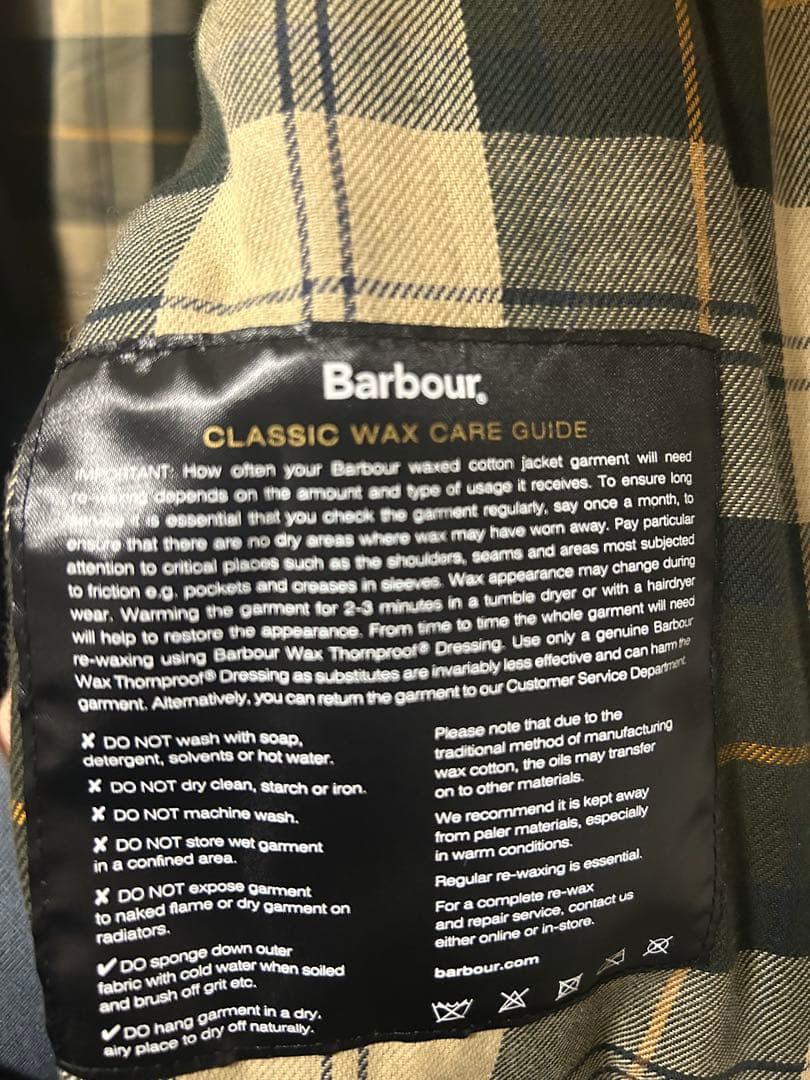 Barbour®
CLASSIC WAX CARE GUIDE
IMPORTANT: How often your Barbour waxed cotton jacket garment will need
re-waxing depends on the amount and type of usage it receives. To ensure long
service it is essential that you check the garment regularly, say once a month, to
ensure that there are no dry areas where wax may have worn away. Pay particular
attention to critical places such as the shoulders, seams and areas most subjected
to friction e.g. pockets and creases in sleeves. Wax appearance may change during
wear. Warming the garment for 2-3 minutes in a tumble dryer or with a hairdryer
will help to restore the appearance. From time to time the whole garment will need
re-waxing using Barbour Wax Thornproof® Dressing. Use only a genuine Barbour
Wax Thornproof® Dressing as substitutes are invariably less effective and can harm the
garment. Alternatively, you can return the garment to our Customer Service Department.
✘ DO NOT wash with soap,
detergent, solvents or hot water.
✘ DO NOT dry clean, starch or iron.
✘ DO NOT machine wash.
✘ DO NOT store wet garment
in a confined area.
✘ DO NOT expose garment
to naked flame or dry garment on
radiators.
✔ DO sponge down outer
fabric with cold water when soiled
and brush off grit etc.
✔ DO hang garment in a dry.
airy place to dry off naturally.
Please note that due to the
traditional method of manufacturing
wax cotton, the oils may transfer
on to other materials.
We recommend it is kept away
from paler materials, especially
in warm conditions.
Regular re-waxing is essential.
For a complete re-wax
and repair service, contact us
either online or in-store.
barbour.com